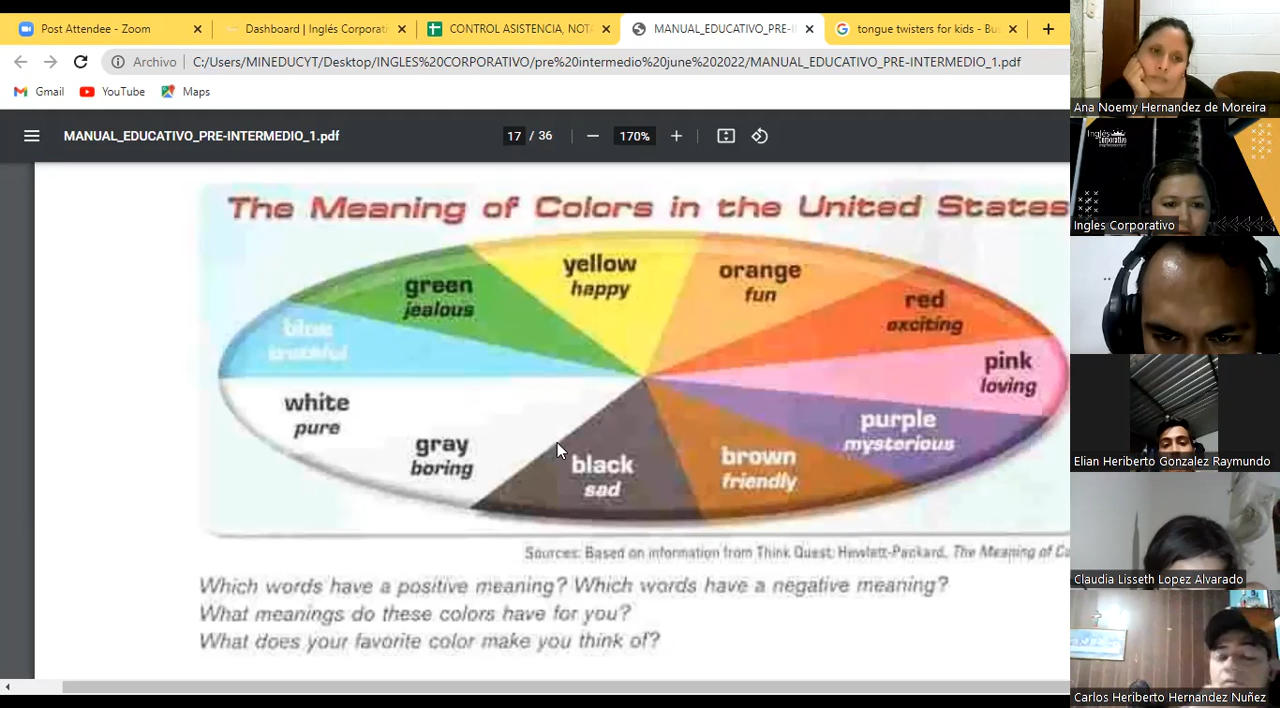 Post Attendee - Zoom
Dashboard | Inglés Corporati
CONTROL ASISTENCIA, NOTA
MANUAL_EDUCATIVO_PRE-I
tongue twisters for kids - Bus
Archivo
C:/Users/MINEDUCYT/Desktop/INGLES%20CORPORATIVO/pre%20intermedio%20june%202022/MANUAL_EDUCATIVO_PRE-INTERMEDIO_1.pdf
Gmail
YouTube
Maps
MANUAL_EDUCATIVO_PRE-INTERMEDIO_1.pdf
17 / 36
170%
The Meaning of Colors in the United States
yellow
happy
orange
fun
green
jealous
red
exciting
blue
truthful
pink
loving
white
pure
purple
mysterious
gray
boring
black
sad
brown
friendly
Sources: Based on information from Think Quest; Hewlett-Packard, The Meaning of Co
Which words have a positive meaning? Which words have a negative meaning?
What meanings do these colors have for you?
What does your favorite color make you think of?
Ana Noemy Hernandez de Moreira
Inglés
Corporativo
Ingles Corporativo
Elian Heriberto Gonzalez Raymundo
Claudia Lisseth Lopez Alvarado
Carlos Heriberto Hernandez Nuñez